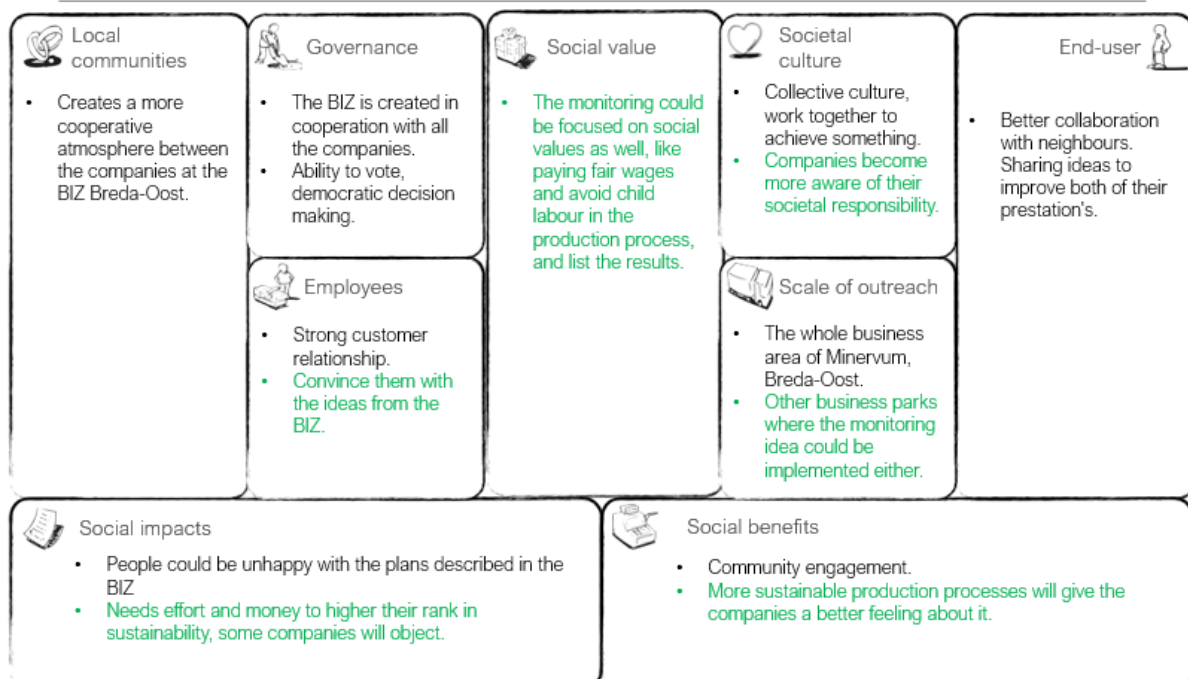 Local
communities
• Creates a more
cooperative
atmosphere between
the companies at the
BIZ Breda-Oost.
Governance
• The BIZ is created in
cooperation with all
the companies.
• Ability to vote,
democratic decision
making.
Employees
• Strong customer
relationship.
• Convince them with
the ideas from the
BIZ.
Social value
• The monitoring could
be focused on social
values as well, like
paying fair wages
and avoid child
labour in the
production process,
and list the results.
Societal
culture
• Collective culture,
work together to
achieve something.
• Companies become
more aware of their
societal responsibility.
Scale of outreach
• The whole business
area of Minervum,
Breda-Oost.
• Other business parks
where the monitoring
idea could be
implemented either.
End-user
• Better collaboration
with neighbours.
Sharing ideas to
improve both of their
prestation's.
Social impacts
• People could be unhappy with the plans described in the
BIZ
• Needs effort and money to higher their rank in
sustainability, some companies will object.
Social benefits
• Community engagement.
• More sustainable production processes will give the
companies a better feeling about it.